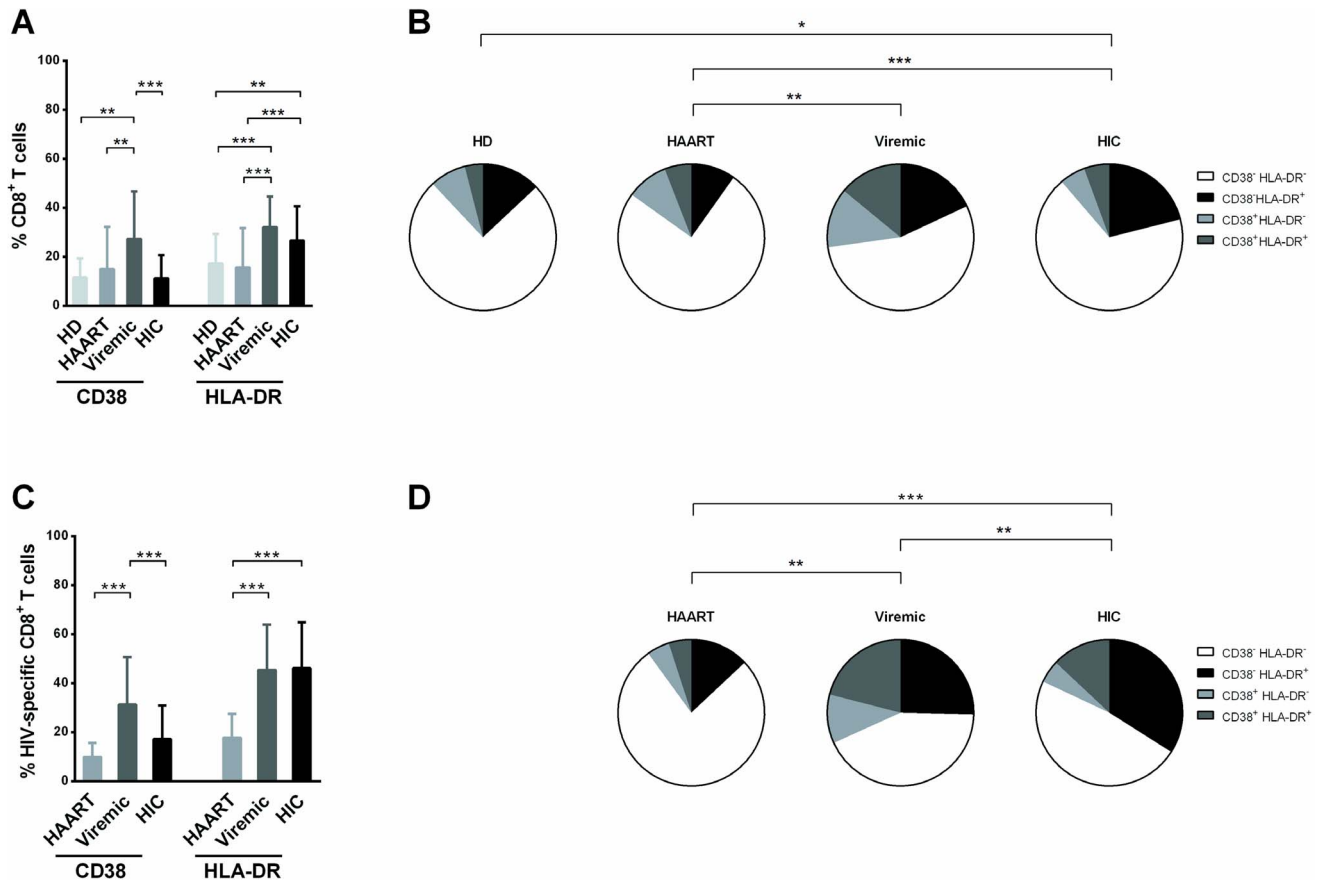 A
% CD8⁺ T cells
100
80
60
40
20
0
***
**
**
**
***
***
***
HD
HAART
Viremic
HIC
HD
HAART
Viremic
HIC
CD38
HLA-DR
B
*
***
**
HD
HAART
Viremic
HIC
CD38⁻ HLA-DR⁻
CD38⁻HLA-DR⁺
CD38⁺HLA-DR⁻
CD38⁺HLA-DR⁺
C
% HIV-specific CD8⁺ T cells
100
80
60
40
20
0
***
***
***
***
HAART
Viremic
HIC
HAART
Viremic
HIC
CD38
HLA-DR
D
***
**
**
HAART
Viremic
HIC
CD38⁻ HLA-DR⁻
CD38⁻ HLA-DR⁺
CD38⁺ HLA-DR⁻
CD38⁺ HLA-DR⁺